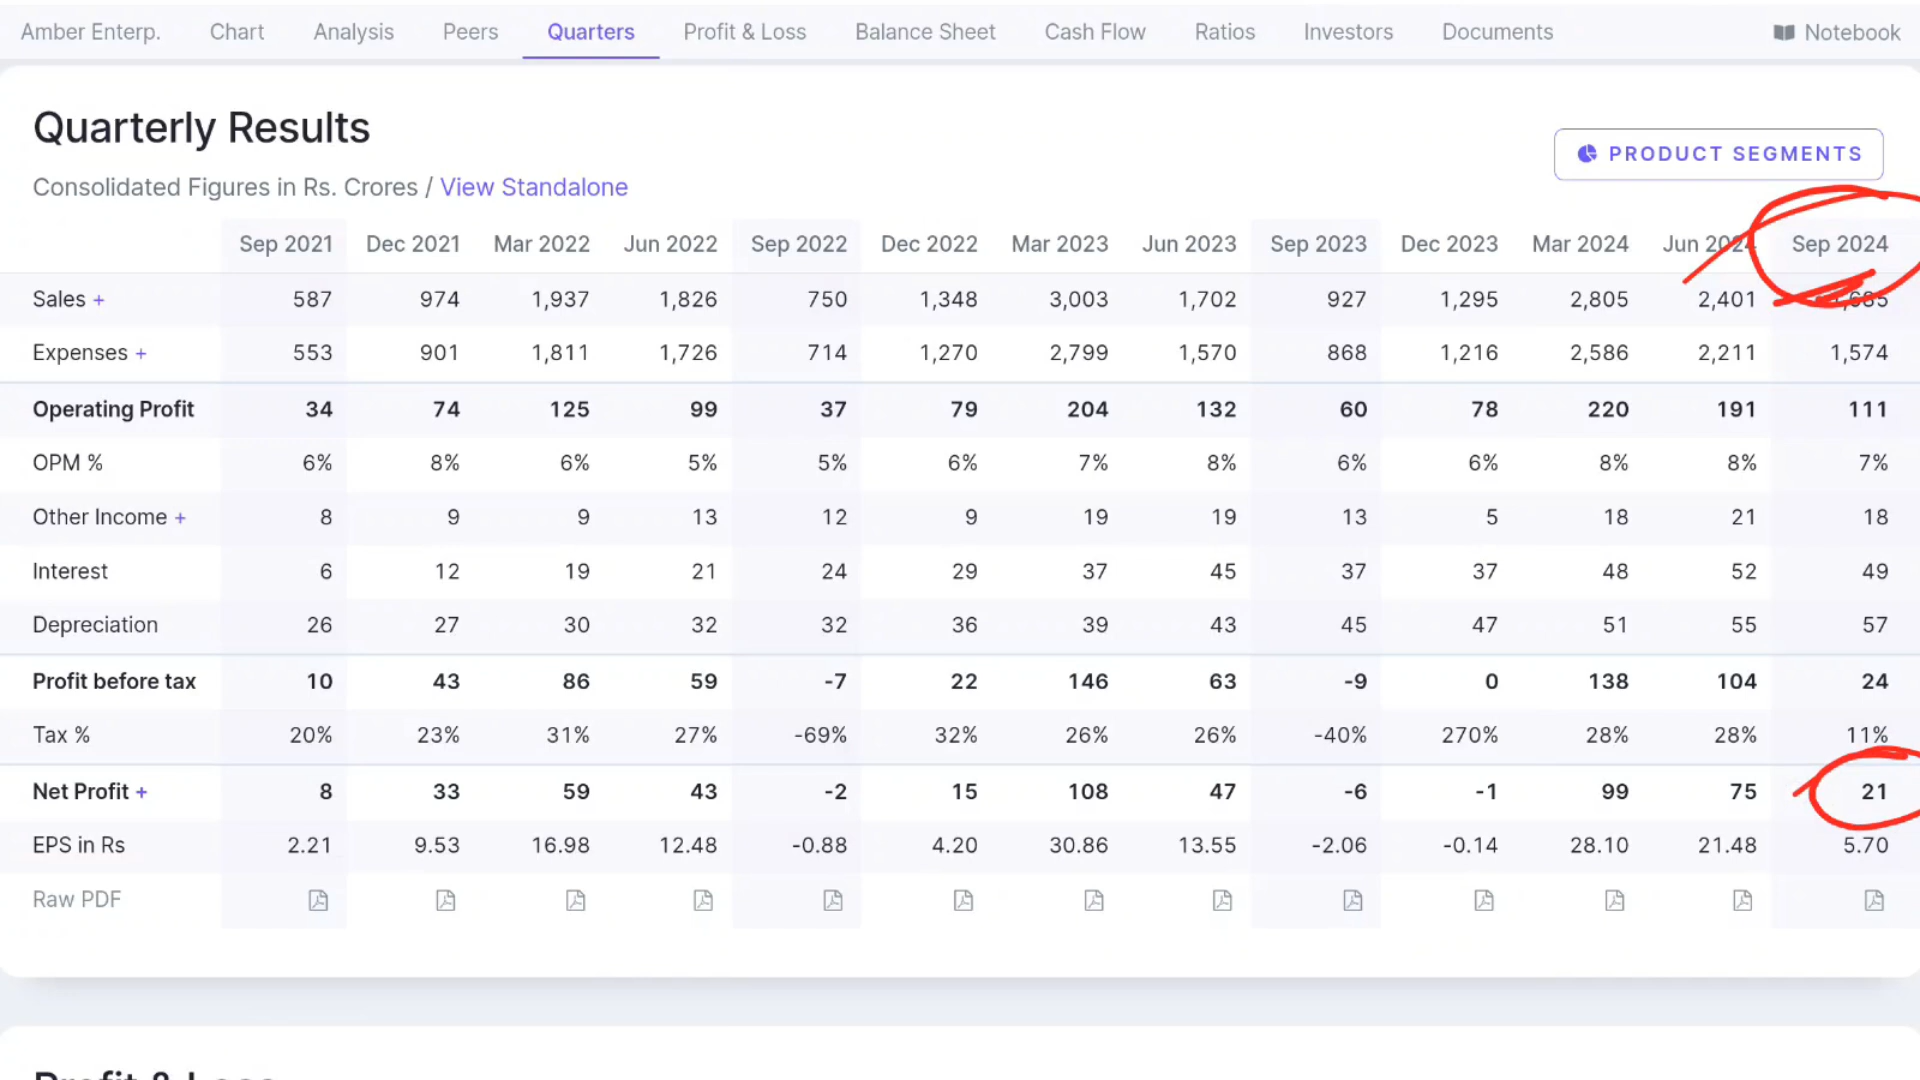 Amber Enterp. Chart Analysis Peers Quarters Profit & Loss Balance Sheet Cash Flow Ratios Investors Documents Notebook
Quarterly Results
PRODUCT SEGMENTS
Consolidated Figures in Rs. Crores / View Standalone
Sep 2021 Dec 2021 Mar 2022 Jun 2022 Sep 2022 Dec 2022 Mar 2023 Jun 2023 Sep 2023 Dec 2023 Mar 2024 Jun 2024 Sep 2024
Sales + 587 974 1,937 1,826 750 1,348 3,003 1,702 927 1,295 2,805 2,401 1,685
Expenses + 553 901 1,811 1,726 714 1,270 2,799 1,570 868 1,216 2,586 2,211 1,574
Operating Profit 34 74 125 99 37 79 204 132 60 78 220 191 111
OPM % 6% 8% 6% 5% 5% 6% 7% 8% 6% 6% 8% 8% 7%
Other Income + 8 9 9 13 12 9 19 19 13 5 18 21 18
Interest 6 12 19 21 24 29 37 45 37 37 48 52 49
Depreciation 26 27 30 32 32 36 39 43 45 47 51 55 57
Profit before tax 10 43 86 59 -7 22 146 63 -9 0 138 104 24
Tax % 20% 23% 31% 27% -69% 32% 26% 26% -40% 270% 28% 28% 11%
Net Profit + 8 33 59 43 -2 15 108 47 -6 -1 99 75 21
EPS in Rs 2.21 9.53 16.98 12.48 -0.88 4.20 30.86 13.55 -2.06 -0.14 28.10 21.48 5.70
Raw PDF
Profit & Loss